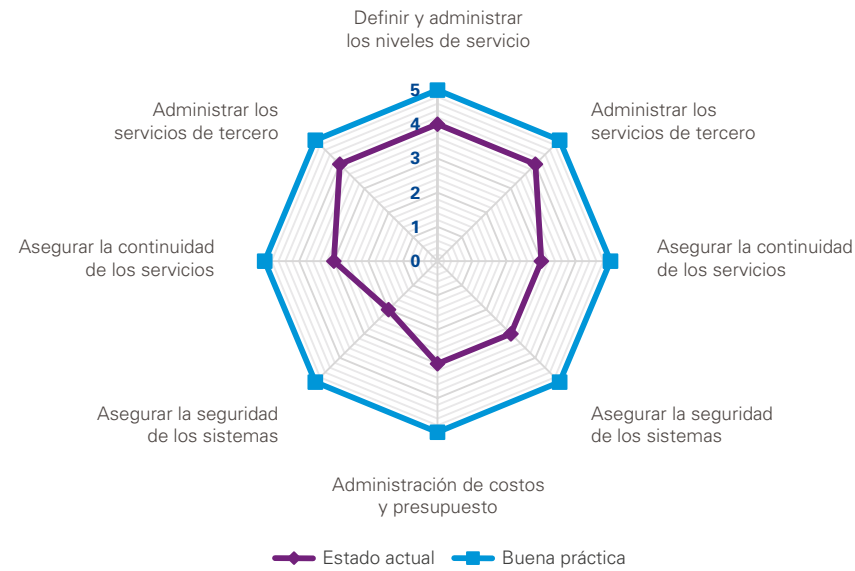 Definir y administrar
los niveles de servicio
Administrar los
servicios de tercero
Administrar los
servicios de tercero
5
4
3
2
1
0
Asegurar la continuidad
de los servicios
Asegurar la continuidad
de los servicios
Asegurar la seguridad
de los sistemas
Asegurar la seguridad
de los sistemas
Administración de costos
y presupuesto
Estado actual
Buena práctica